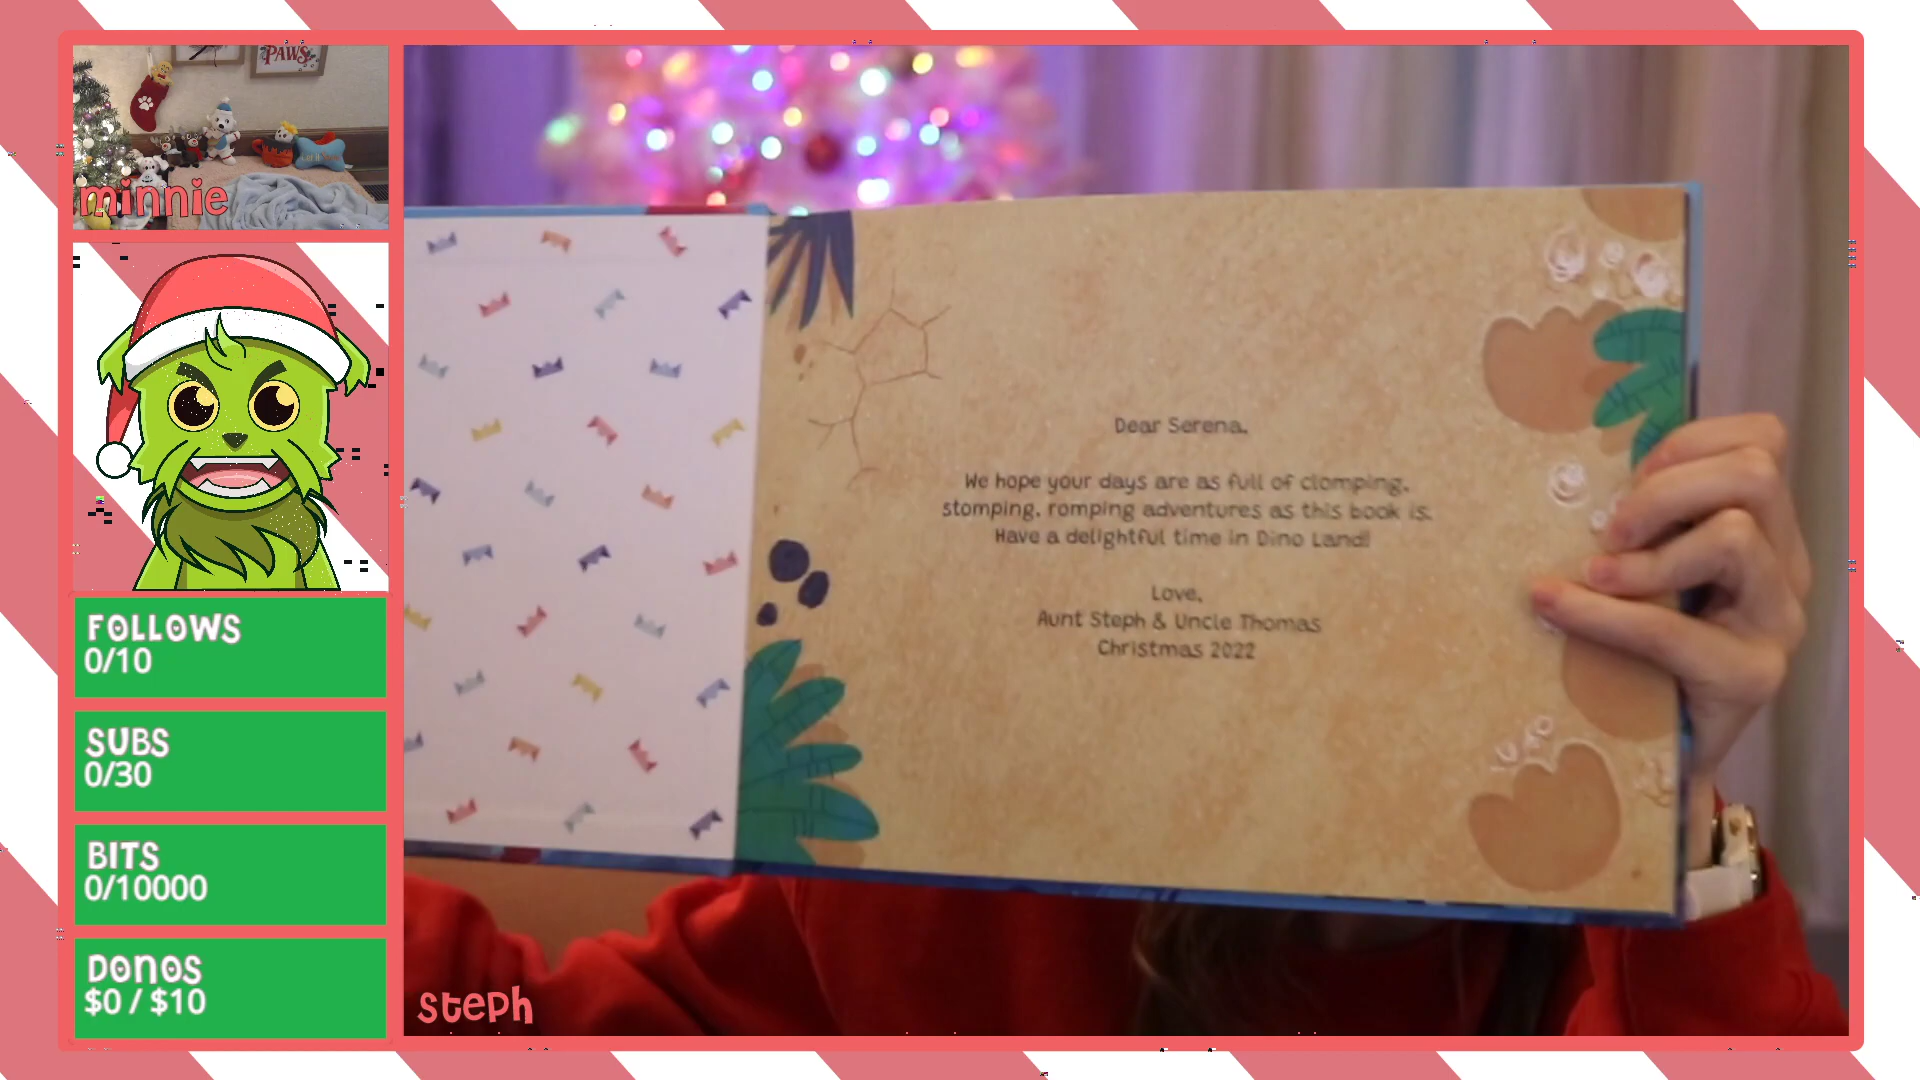 PAWS
minnie
FOLLOWS
0/10
SUBS
0/30
BITS
0/10000
DONOS
$0 / $10
Dear Serena,
We hope your days are as full of clomping,
stomping, romping adventures as this book is.
Have a delightful time in Dino Land!
Love,
Aunt Steph & Uncle Thomas
Christmas 2022
steph